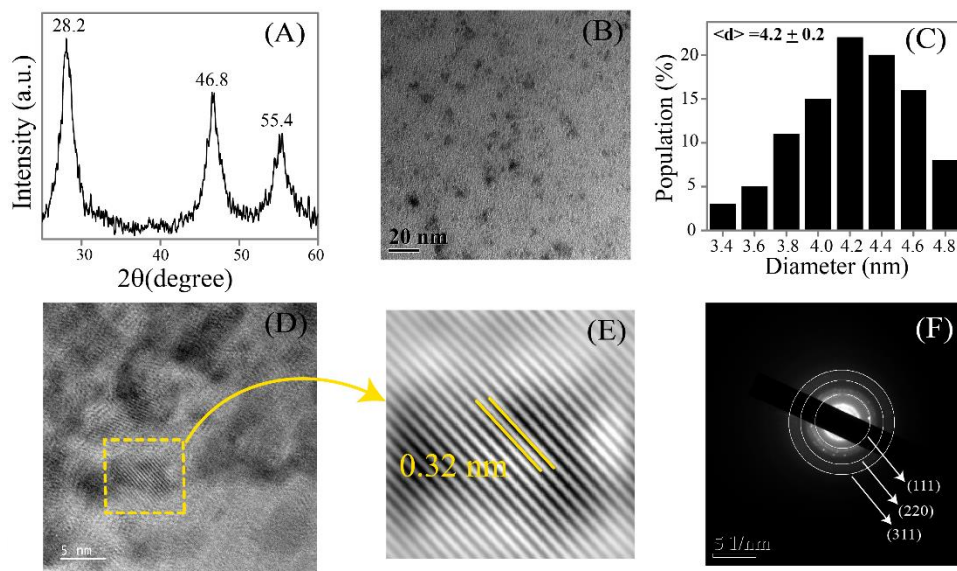 (A)
28.2
46.8
55.4
Intensity (a.u.)
30
40
50
60
2θ(degree)
(B)
20 nm
(C)
<d> =4.2 ± 0.2
Population (%)
20
15
10
5
0
3.4 3.6 3.8 4.0 4.2 4.4 4.6 4.8
Diameter (nm)
(D)
5 nm
(E)
0.32 nm
(F)
(111)
(220)
(311)
5 1/nm